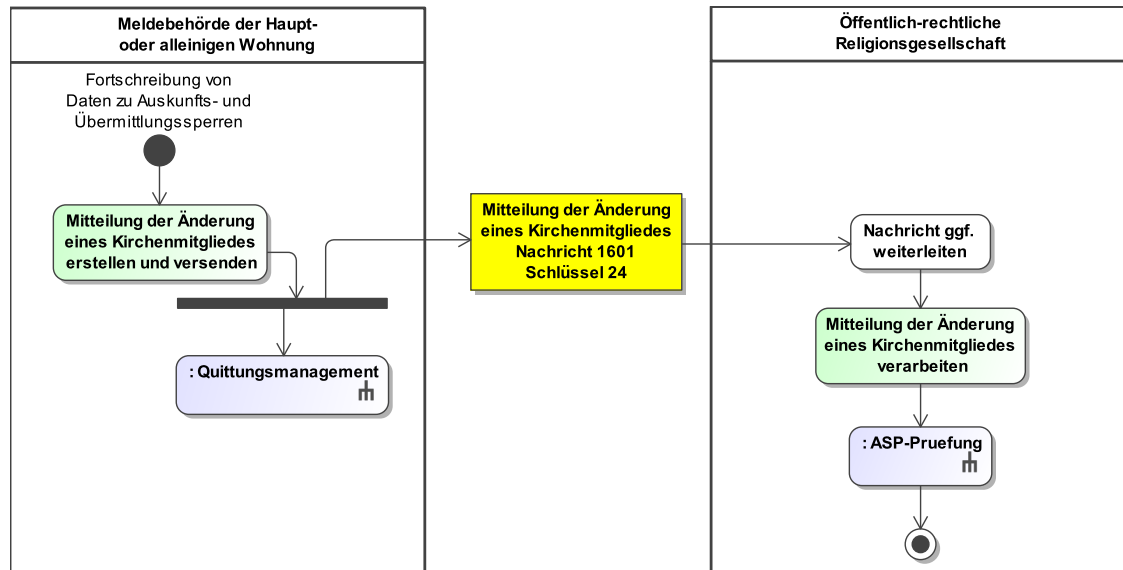 Meldebehörde der Haupt-
oder alleinigen Wohnung
Fortschreibung von
Daten zu Auskunfts- und
Übermittlungssperren
Mitteilung der Änderung
eines Kirchenmitgliedes
erstellen und versenden
: Quittungsmanagement
Mitteilung der Änderung
eines Kirchenmitgliedes
Nachricht 1601
Schlüssel 24
Öffentlich-rechtliche
Religionsgesellschaft
Nachricht ggf.
weiterleiten
Mitteilung der Änderung
eines Kirchenmitgliedes
verarbeiten
: ASP-Pruefung